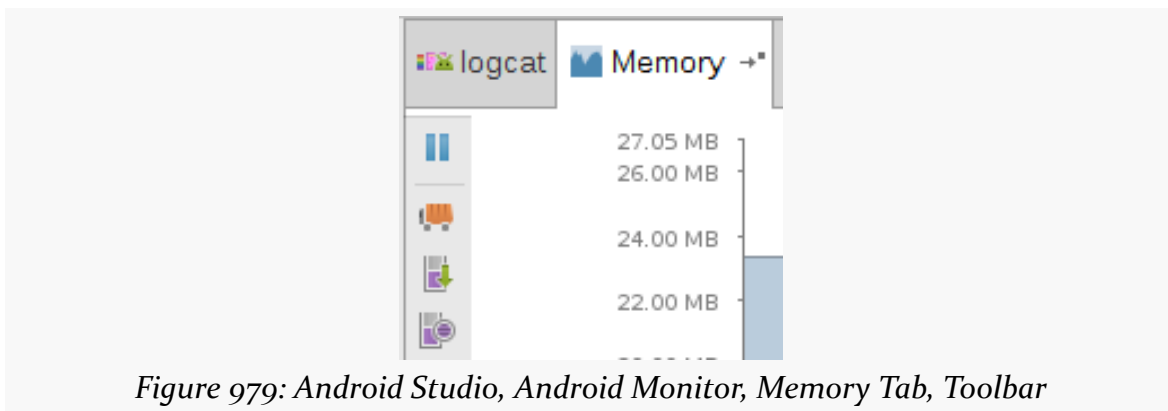 logcat
Memory
27.05 MB
26.00 MB
24.00 MB
22.00 MB
Figure 979: Android Studio, Android Monitor, Memory Tab, Toolbar